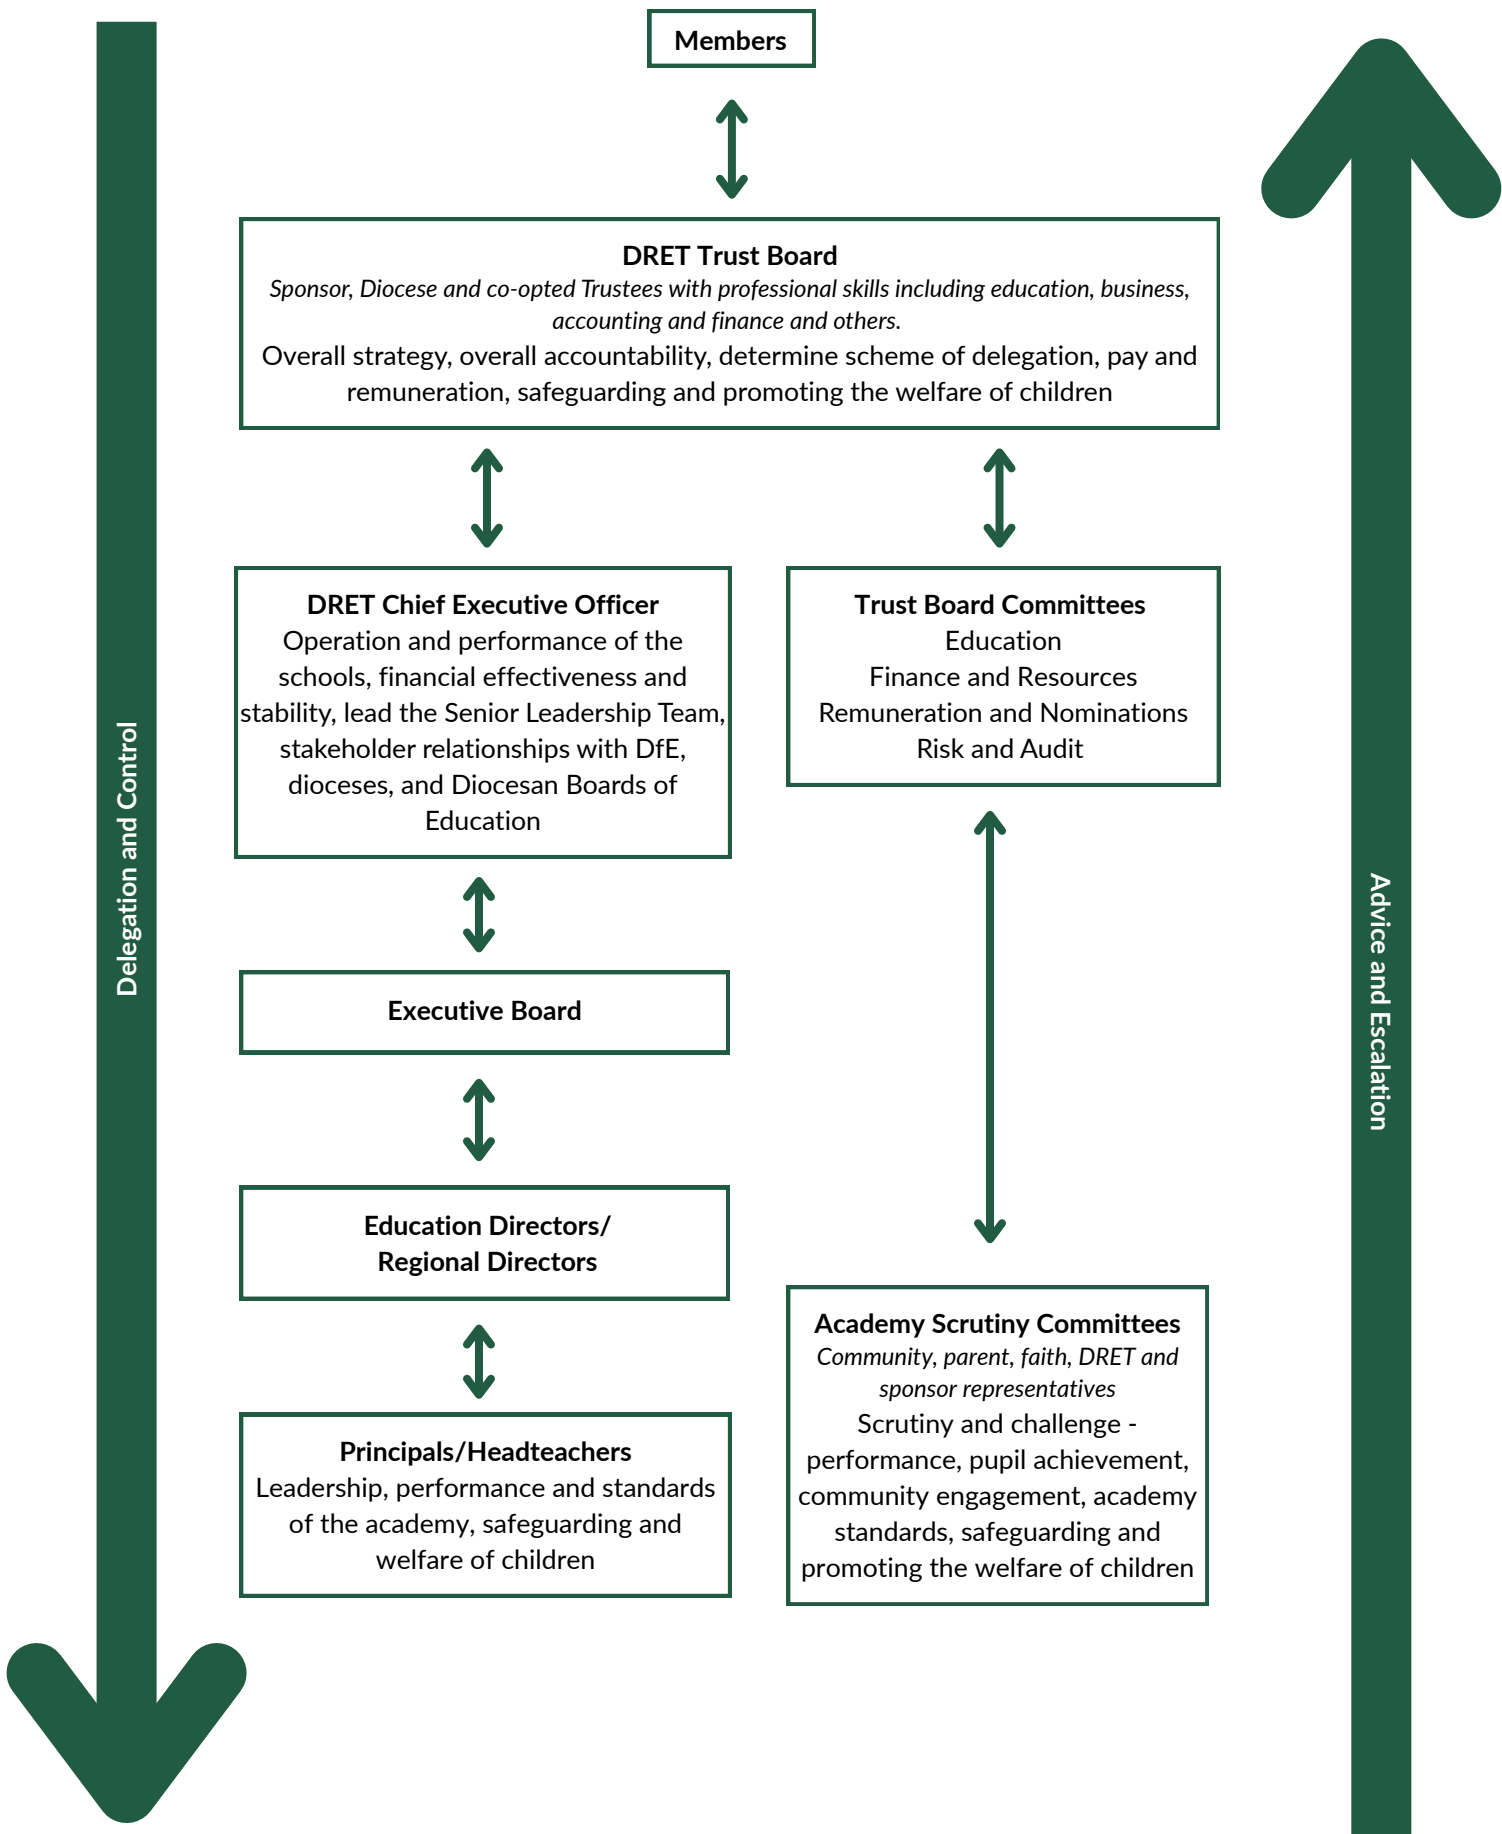 Members
DRET Trust Board
Sponsor, Diocese and co-opted Trustees with professional skills including education, business,
accounting and finance and others.
Overall strategy, overall accountability, determine scheme of delegation, pay and
remuneration, safeguarding and promoting the welfare of children
DRET Chief Executive Officer
Operation and performance of the
schools, financial effectiveness and
stability, lead the Senior Leadership Team,
stakeholder relationships with DfE,
dioceses, and Diocesan Boards of
Education
Trust Board Committees
Education
Finance and Resources
Remuneration and Nominations
Risk and Audit
Delegation and Control
Advice and Escalation
Executive Board
Education Directors/
Regional Directors
Principals/Headteachers
Leadership, performance and standards
of the academy, safeguarding and
welfare of children
Academy Scrutiny Committees
Community, parent, faith, DRET and
sponsor representatives
Scrutiny and challenge -
performance, pupil achievement,
community engagement, academy
standards, safeguarding and
promoting the welfare of children